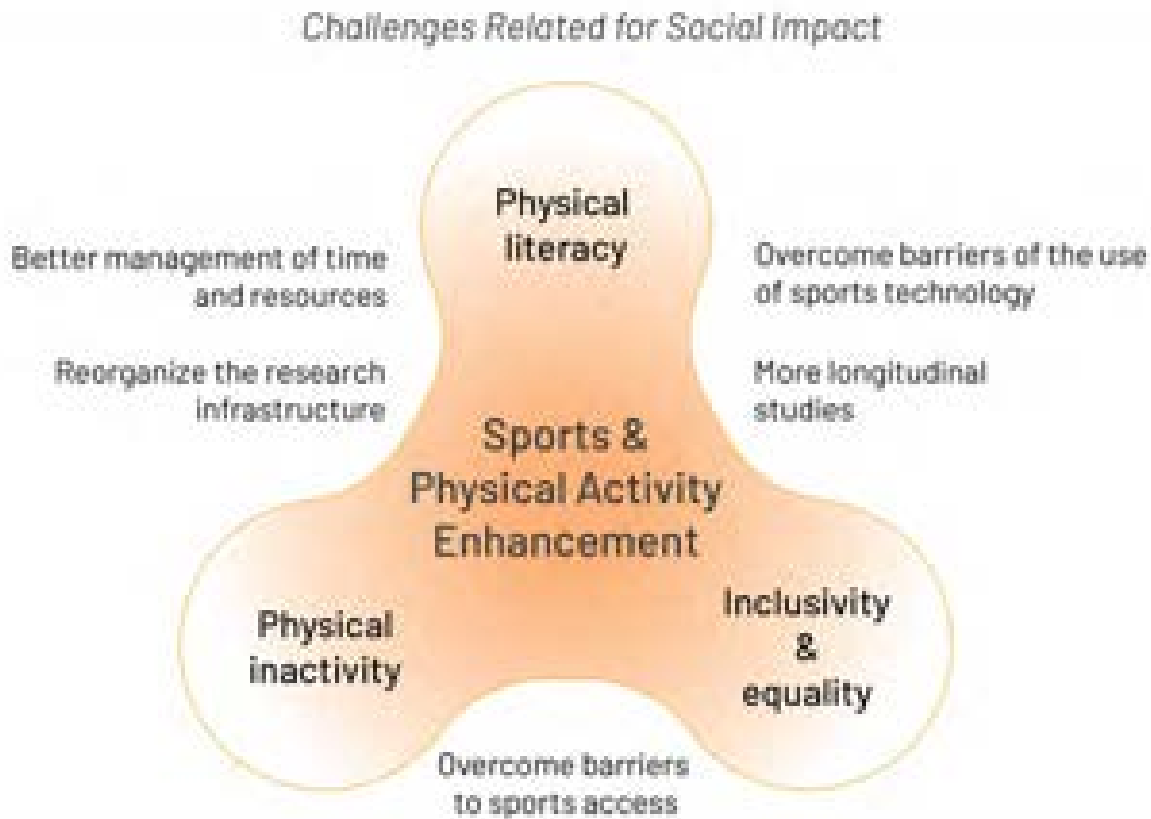 Challenges Related for Social Impact
Physical
literacy
Better management of time
and resources
Overcome barriers of the use
of sports technology
Reorganize the research
infrastructure
More longitudinal
studies
Sports &
Physical Activity
Enhancement
Physical
inactivity
Inclusivity
&
equality
Overcome barriers
to sports access